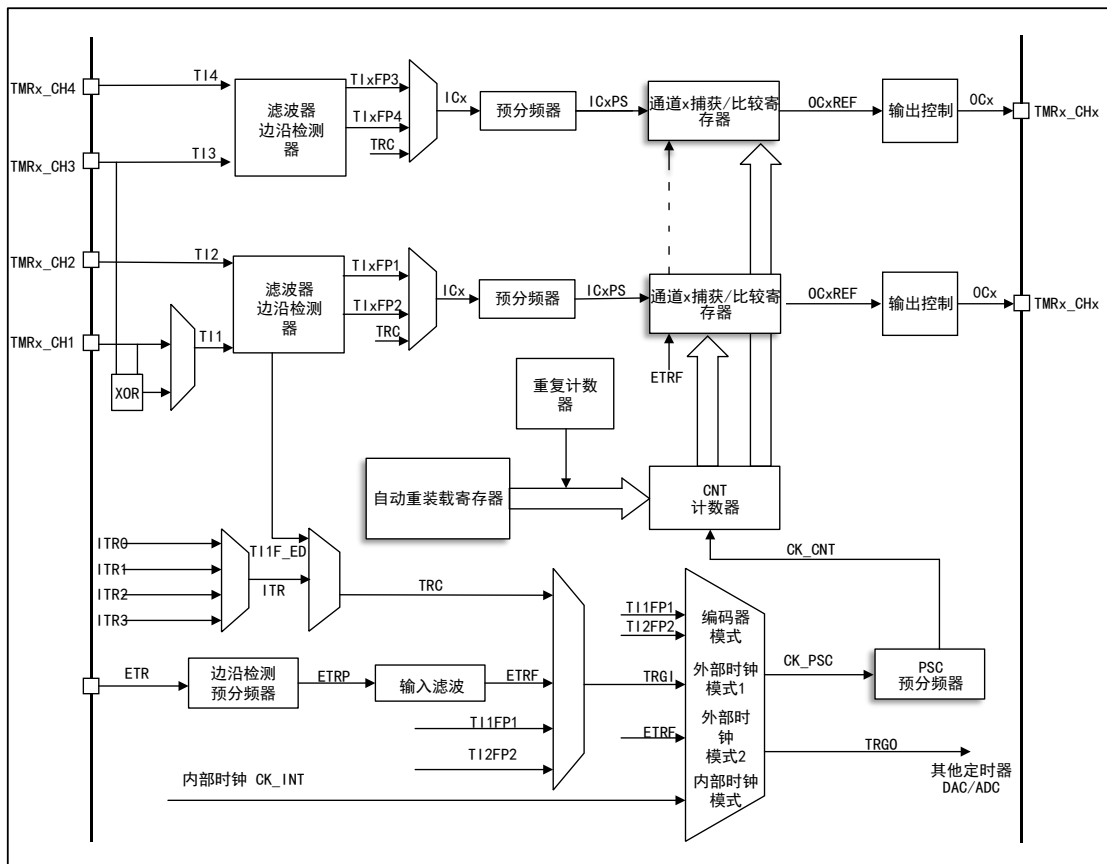 TMRx_CH4
TI4
TIxFP3
滤波器
边沿检测
器
TIxFP4
TRC
ICx
预分频器
ICxPS
通道x捕获/比较寄
存器
OCxREF
输出控制
OCx
TMRx_CHx
TMRx_CH3
TI3
TMRx_CH2
TI2
TIxFP1
滤波器
边沿检测
器
TIxFP2
TRC
ICx
预分频器
ICxPS
通道x捕获/比较寄
存器
OCxREF
输出控制
OCx
TMRx_CHx
TMRx_CH1
TI1
XOR
ETRF
重复计数
器
自动重装载寄存器
CNT
计数器
CK_CNT
ITR0
ITR1
ITR2
ITR3
TI1F_ED
ITR
TRC
TI1FP1
TI2FP2
编码器
模式
外部时钟
模式1
外部时
钟
模式2
内部时钟
模式
CK_PSC
PSC
预分频器
ETR
边沿检测
预分频器
ETRP
输入滤波
ETRF
TRGI
TI1FP1
TI2FP2
ETRF
TRGO
其他定时器
DAC/ADC
内部时钟 CK_INT